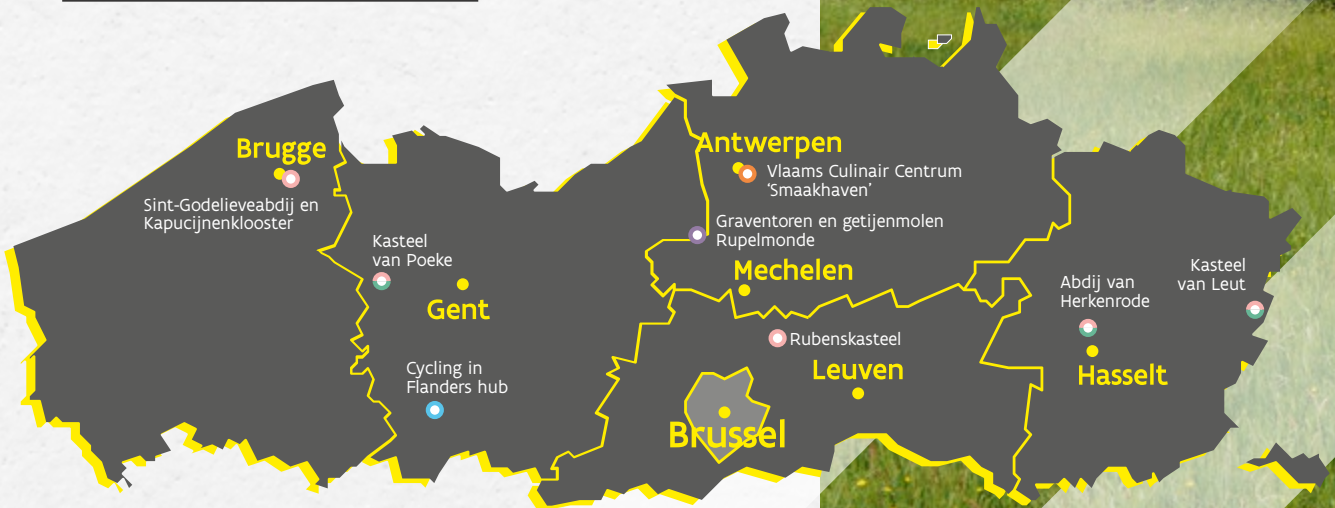 Brugge
Sint-Godelieveabdij en
Kapucijnenklooster
Kasteel
van Poeke
Gent
Cycling in
Flanders hub
Antwerpen
Vlaams Culinair Centrum
‘Smaakhaven’
Graventoren en getijenmolen
Rupelmonde
Mechelen
Rubenskasteel
Leuven
Brussel
Abdij van
Herkenrode
Kasteel
van Leut
Hasselt